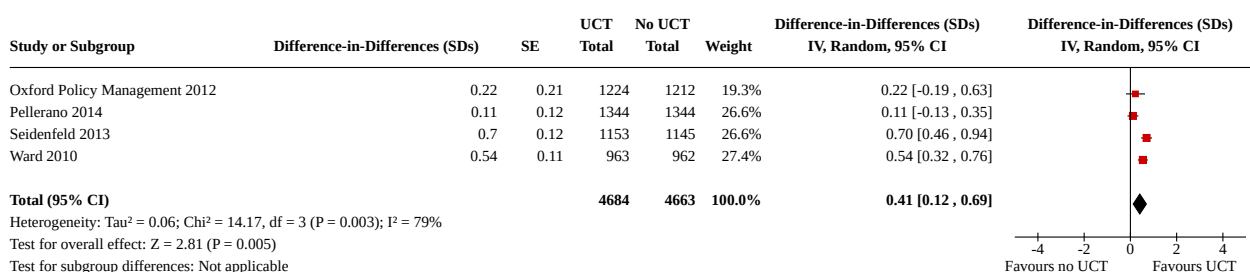 UCT No UCT Difference-in-Differences (SDs) Difference-in-Differences (SDs)
Study or Subgroup Difference-in-Differences (SDs) SE Total Total Weight IV, Random, 95% CI IV, Random, 95% CI
Oxford Policy Management 2012 0.22 0.21 1224 1212 19.3% 0.22 [-0.19 , 0.63]
Pellerano 2014 0.11 0.12 1344 1344 26.6% 0.11 [-0.13 , 0.35]
Seidenfeld 2013 0.7 0.12 1153 1145 26.6% 0.70 [0.46 , 0.94]
Ward 2010 0.54 0.11 963 962 27.4% 0.54 [0.32 , 0.76]
Total (95% CI) 4684 4663 100.0% 0.41 [0.12 , 0.69]
Heterogeneity: Tau² = 0.06; Chi² = 14.17, df = 3 (P = 0.003); I² = 79%
Test for overall effect: Z = 2.81 (P = 0.005) -4 -2 0 2 4
Test for subgroup differences: Not applicable Favours no UCT Favours UCT